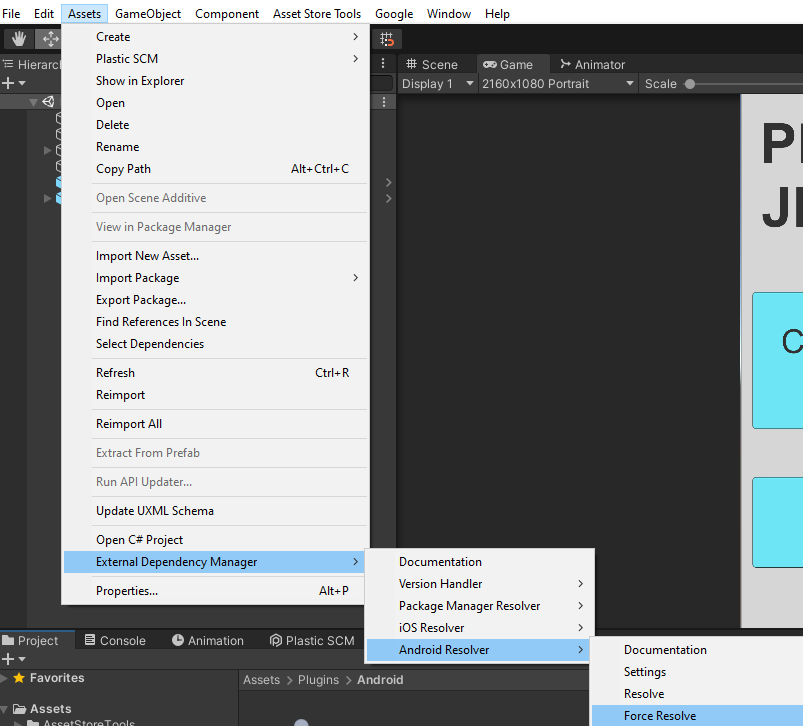 File Edit Assets GameObject Component Asset Store Tools Google Window Help
Create
Plastic SCM
Show in Explorer
Open
Delete
Rename
Copy Path Alt+Ctrl+C
Open Scene Additive
View in Package Manager
Import New Asset...
Import Package
Export Package...
Find References In Scene
Select Dependencies
Refresh Ctrl+R
Reimport
Reimport All
Extract From Prefab
Run API Updater...
Update UXML Schema
Open C# Project
External Dependency Manager
Properties... Alt+P
Documentation
Version Handler
Package Manager Resolver
iOS Resolver
Android Resolver
Documentation
Settings
Resolve
Force Resolve
Hierarc
Scene Game Animator
Display 1 2160x1080 Portrait Scale
C
Project Console Animation Plastic SCM
Favorites
Assets > Plugins > Android
Assets
AssetStoreTools